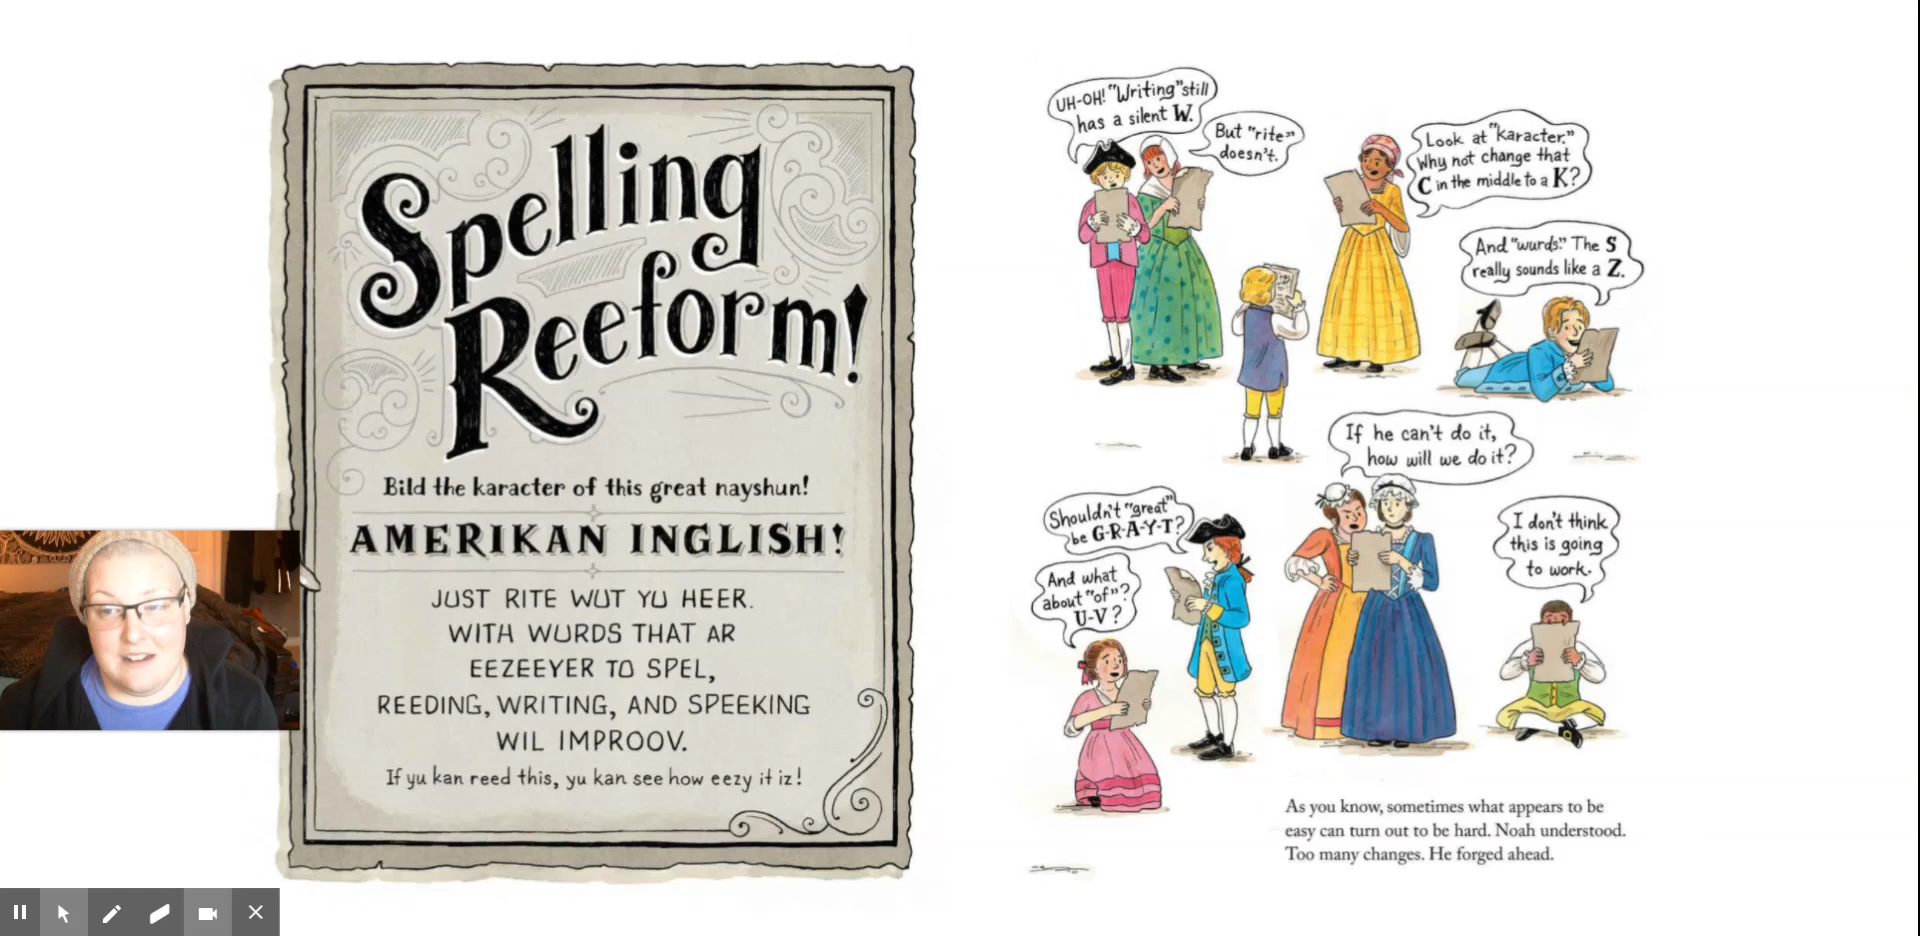 Spelling
Reeform!
Bild the karacter of this great nayshun!
AMERIKAN INGLISH!
JUST RITE WUT YU HEER.
WITH WURDS THAT AR
EEZEEYER TO SPEL,
REEDING, WRITING, AND SPEEKING
WIL IMPROOV.
If yu kan reed this, yu kan see how eezy it iz!
UH-OH! "Writing" still
has a silent W.
But "rite"
doesn't.
Look at "karacter."
Why not change that
C in the middle to a K?
And "wurds." The S
really sounds like a Z.
If he can't do it,
how will we do it?
Shouldn't "great"
be G-R-A-Y-T?
And what
about "of"?
U-V?
I don't think
this is going
to work.
As you know, sometimes what appears to be
easy can turn out to be hard. Noah understood.
Too many changes. He forged ahead.